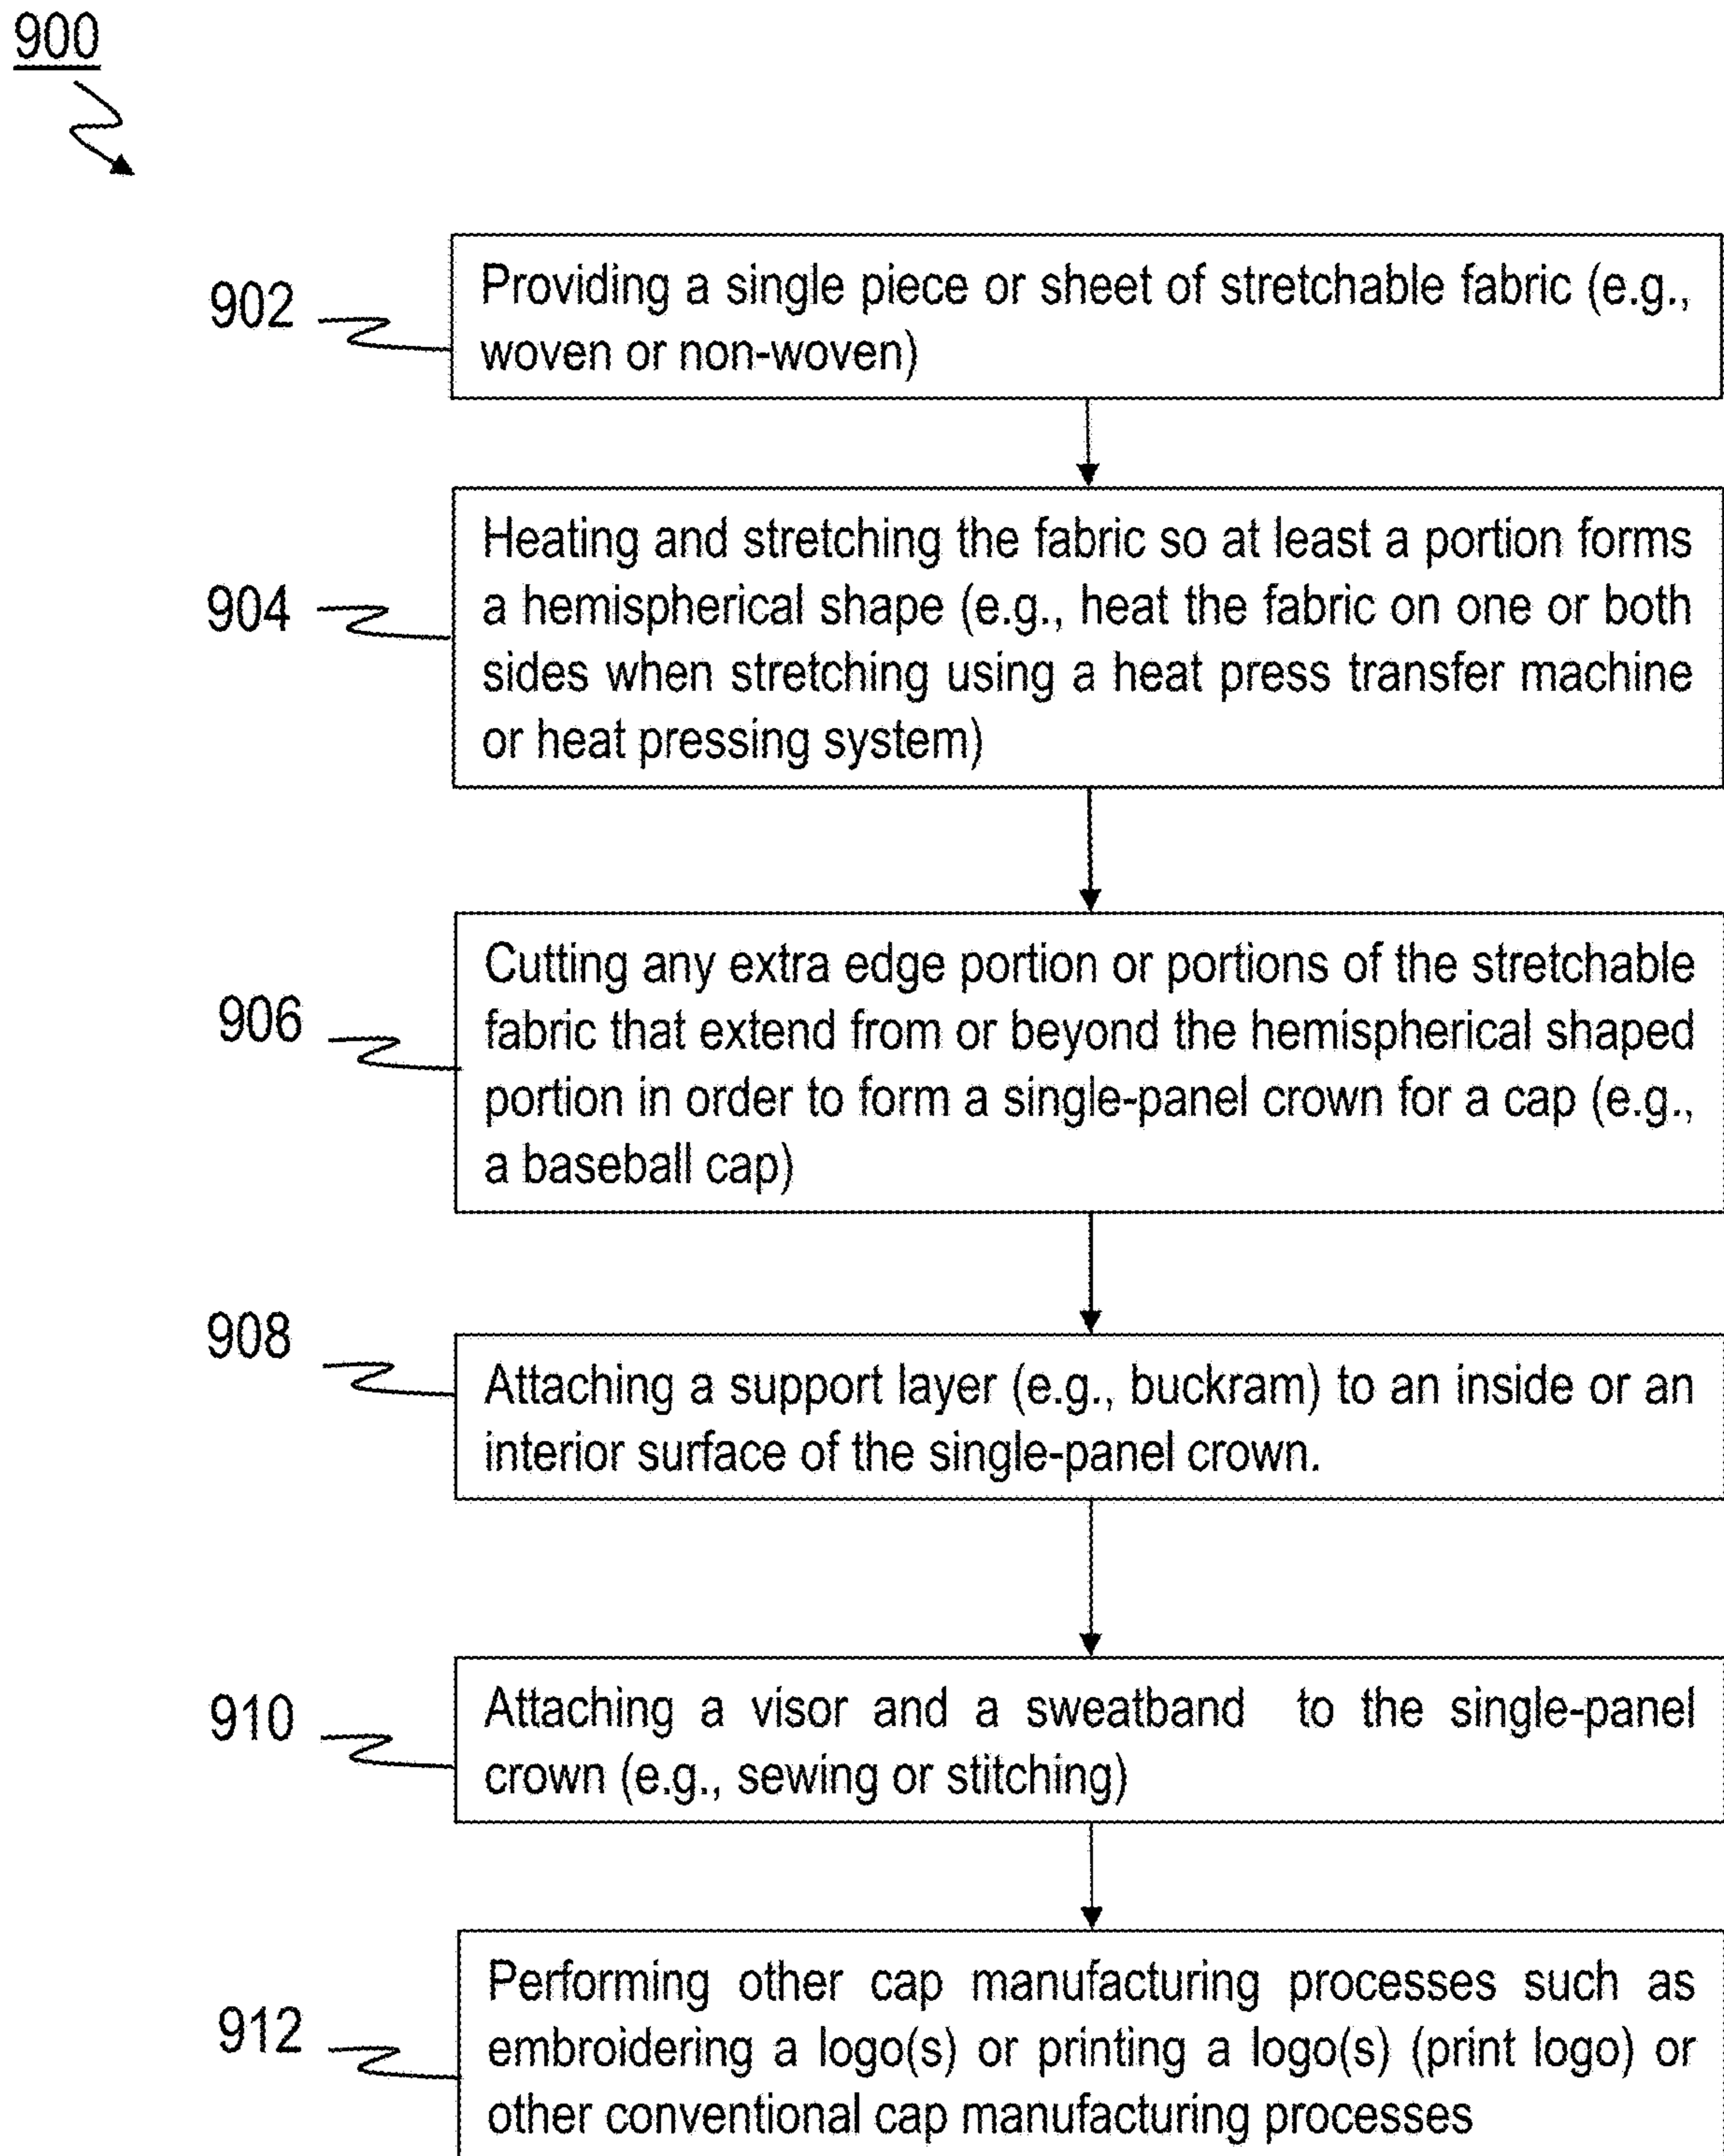 900
902
Providing a single piece or sheet of stretchable fabric (e.g.,
woven or non-woven)
904
Heating and stretching the fabric so at least a portion forms
a hemispherical shape (e.g., heat the fabric on one or both
sides when stretching using a heat press transfer machine
or heat pressing system)
906
Cutting any extra edge portion or portions of the stretchable
fabric that extend from or beyond the hemispherical shaped
portion in order to form a single-panel crown for a cap (e.g.,
a baseball cap)
908
Attaching a support layer (e.g., buckram) to an inside or an
interior surface of the single-panel crown.
910
Attaching a visor and a sweatband to the single-panel
crown (e.g., sewing or stitching)
912
Performing other cap manufacturing processes such as
embroidering a logo(s) or printing a logo(s) (print logo) or
other conventional cap manufacturing processes